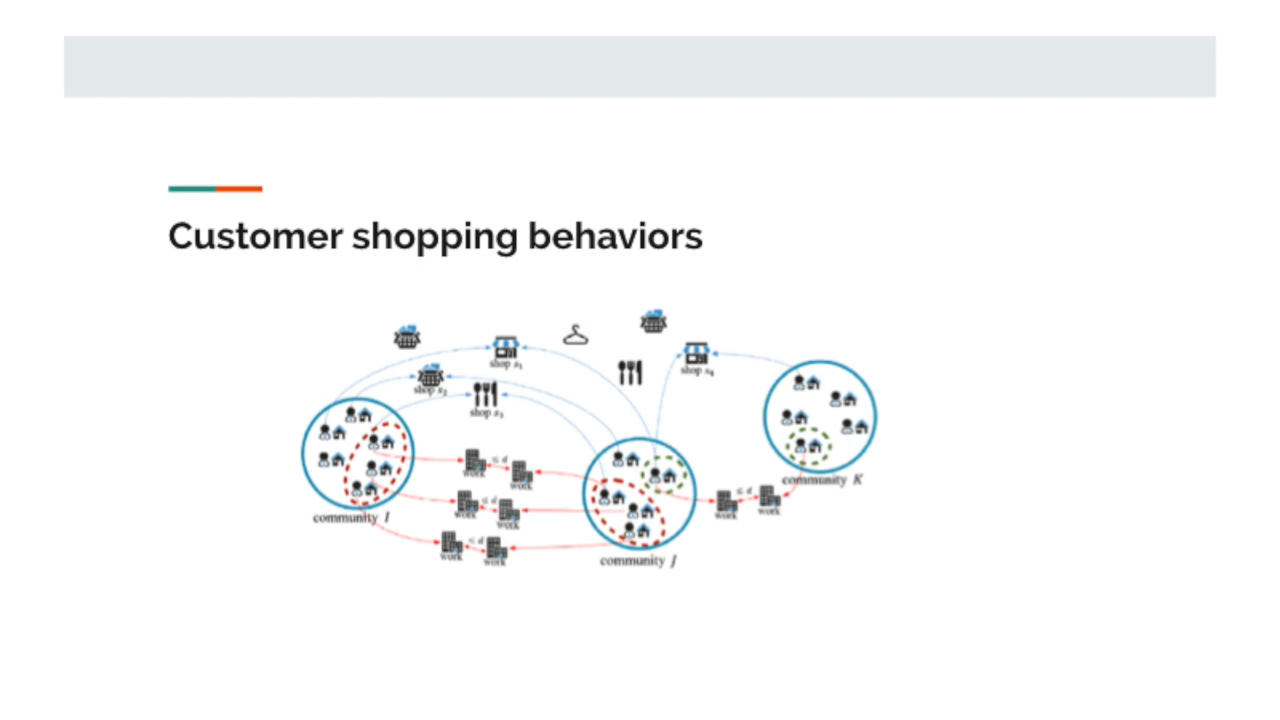 Customer shopping behaviors
shop s1
shop s4
shop s2
shop s3
≤ d
work
work
community K
≤ d
work
work
≤ d
work
work
community I
≤ d
work
work
community J